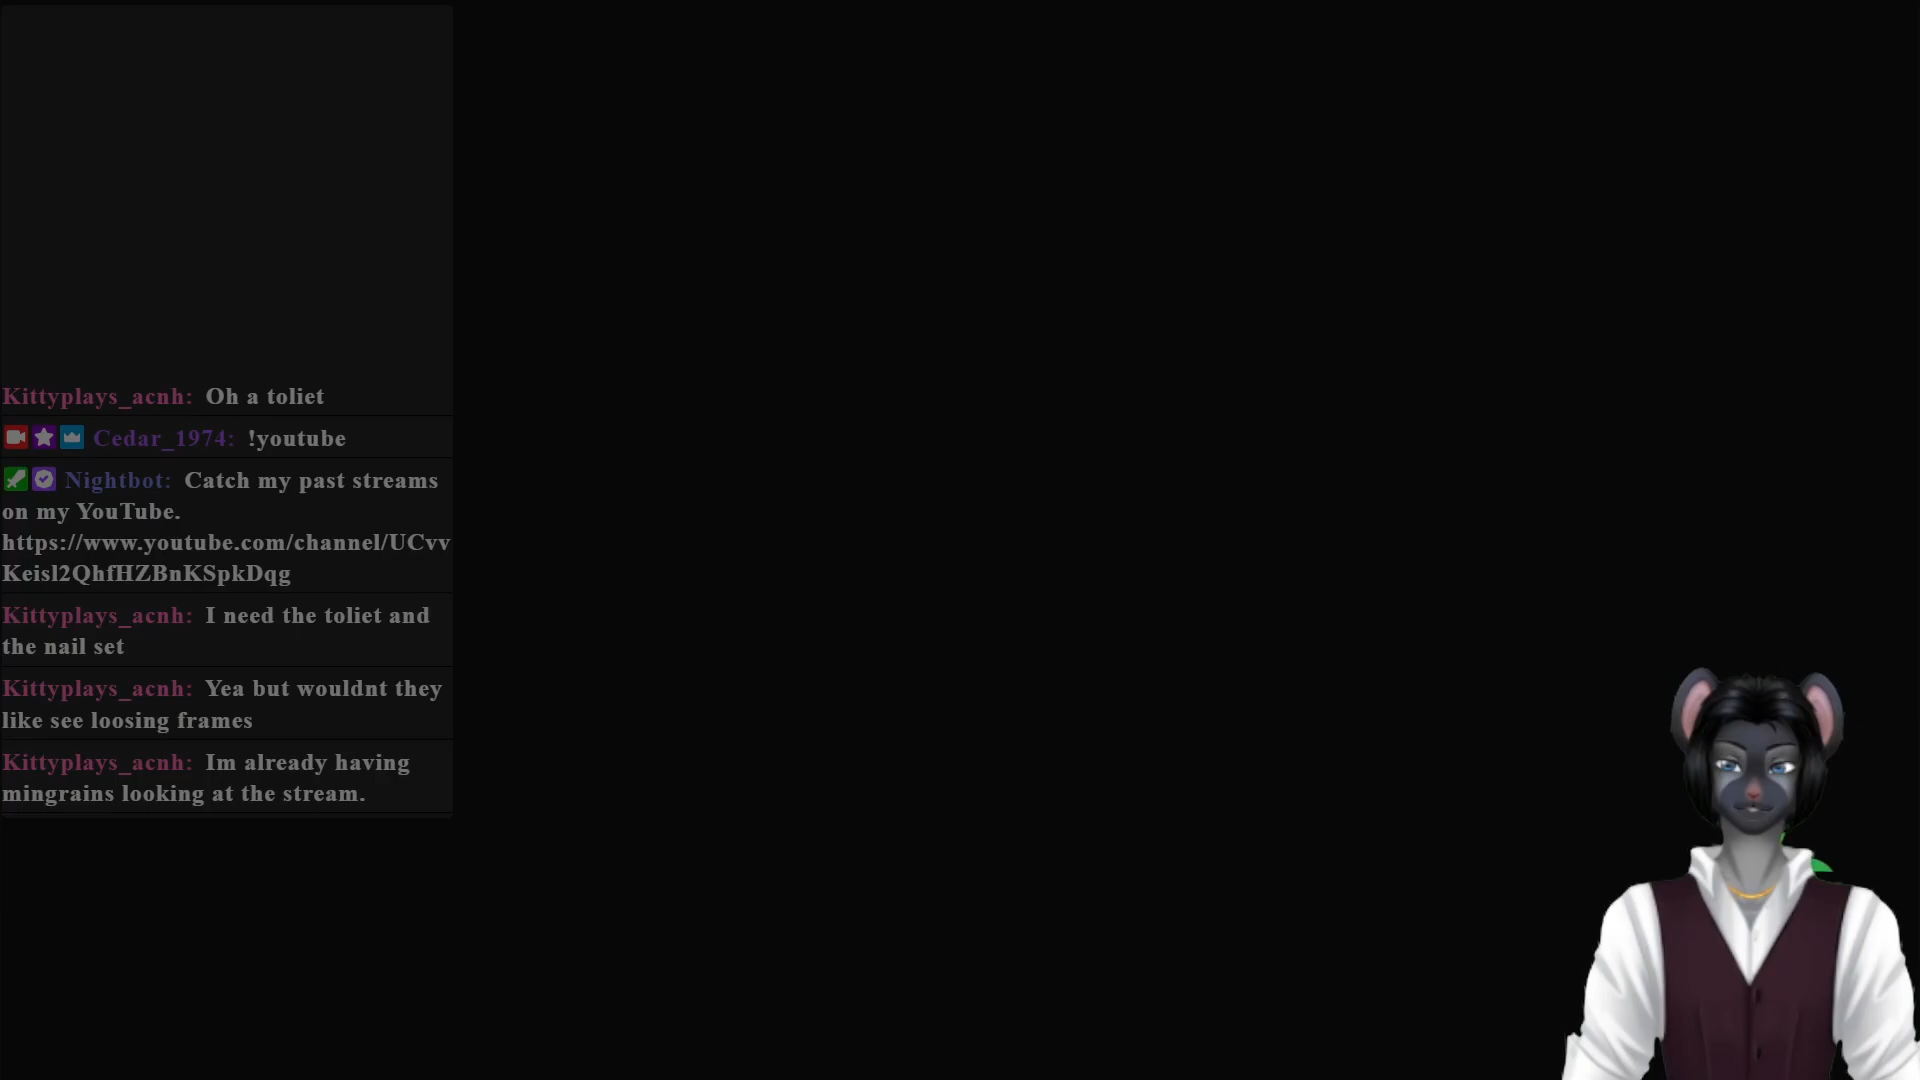 Kittyplays_acnh: Oh a toliet
Cedar_1974: !youtube
Nightbot: Catch my past streams
on my YouTube.
https://www.youtube.com/channel/UCvv
Keisl2QhfHZBnKSpkDqg
Kittyplays_acnh: I need the toliet and
the nail set
Kittyplays_acnh: Yea but wouldnt they
like see loosing frames
Kittyplays_acnh: Im already having
mingrains looking at the stream.